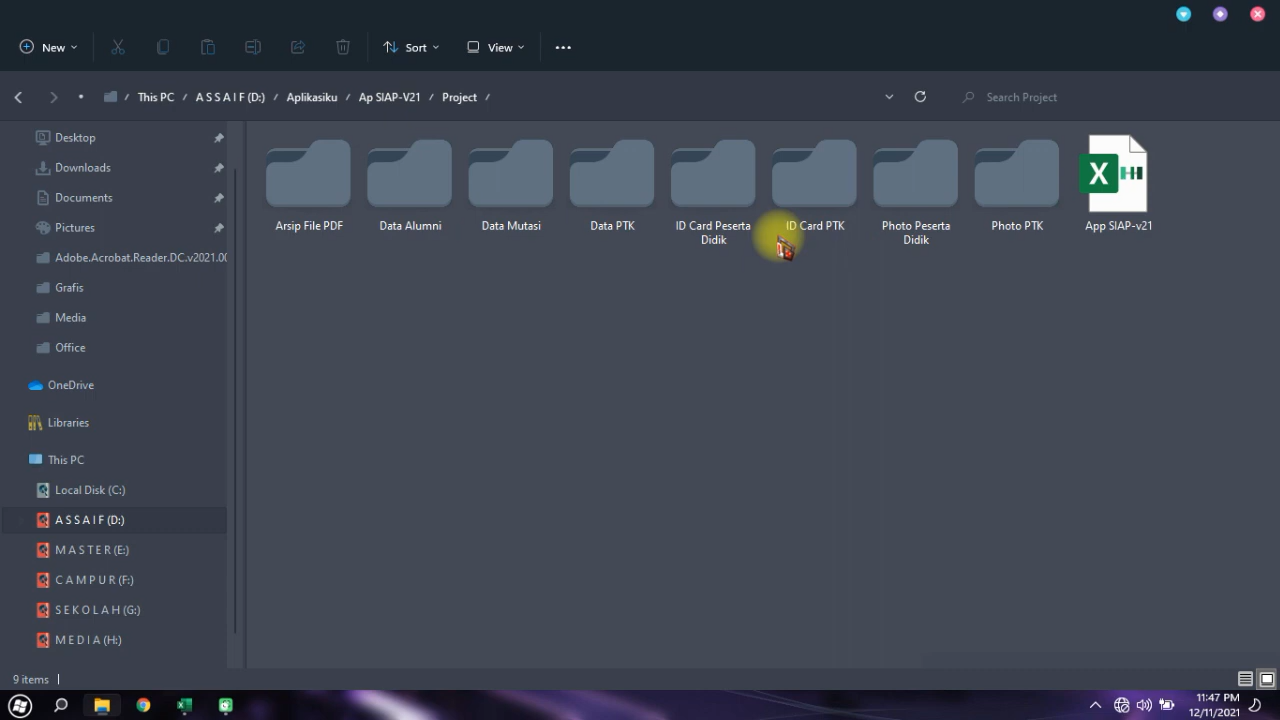 New
Sort
View
This PC / A S S A I F (D:) / Aplikasiku / Ap SIAP-V21 / Project /
Search Project
Desktop
Downloads
Documents
Pictures
Adobe.Acrobat.Reader.DC.v2021.00
Grafis
Media
Office
OneDrive
Libraries
This PC
Local Disk (C:)
A S S A I F (D:)
M A S T E R (E:)
C A M P U R (F:)
S E K O L A H (G:)
M E D I A (H:)
Arsip File PDF
Data Alumni
Data Mutasi
Data PTK
ID Card Peserta
Didik
ID Card PTK
Photo Peserta
Didik
Photo PTK
X
App SIAP-v21
9 items
11:47 PM
12/11/2021